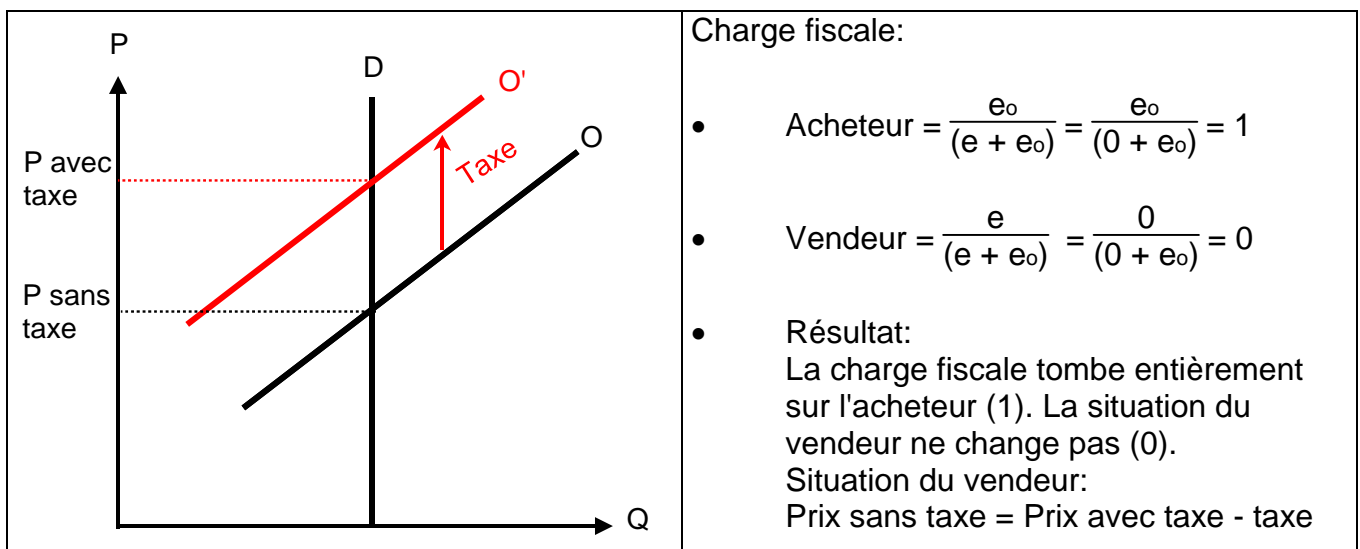 P
D
O'
O
Taxe
P avec
taxe
P sans
taxe
Q
Charge fiscale:
• Acheteur = eo/(e + eo) = eo/(0 + eo) = 1
• Vendeur = e/(e + eo) = 0/(0 + eo) = 0
• Résultat:
La charge fiscale tombe entièrement
sur l'acheteur (1). La situation du
vendeur ne change pas (0).
Situation du vendeur:
Prix sans taxe = Prix avec taxe - taxe